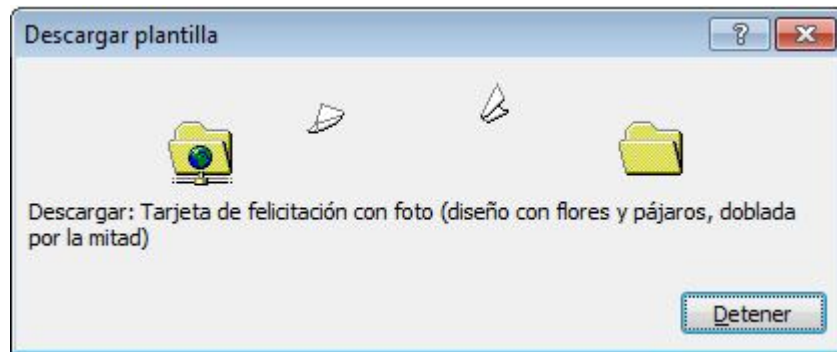 Descargar plantilla
Descargar: Tarjeta de felicitación con foto (diseño con flores y pájaros, doblada
por la mitad)
Detener